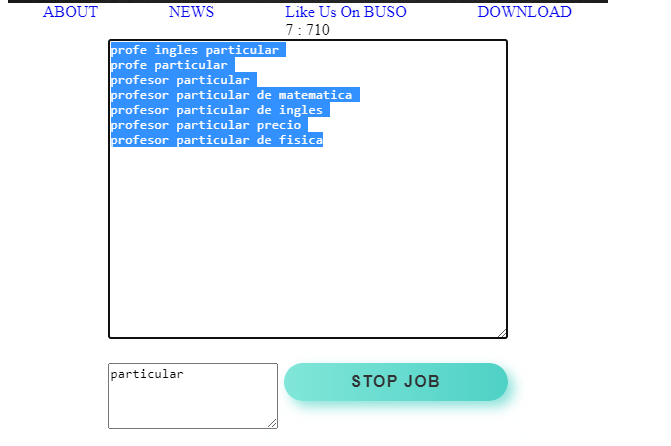 ABOUT NEWS Like Us On BUSO DOWNLOAD
7 : 710
profe ingles particular
profe particular
profesor particular
profesor particular de matematica
profesor particular de ingles
profesor particular precio
profesor particular de fisica
particular STOP JOB